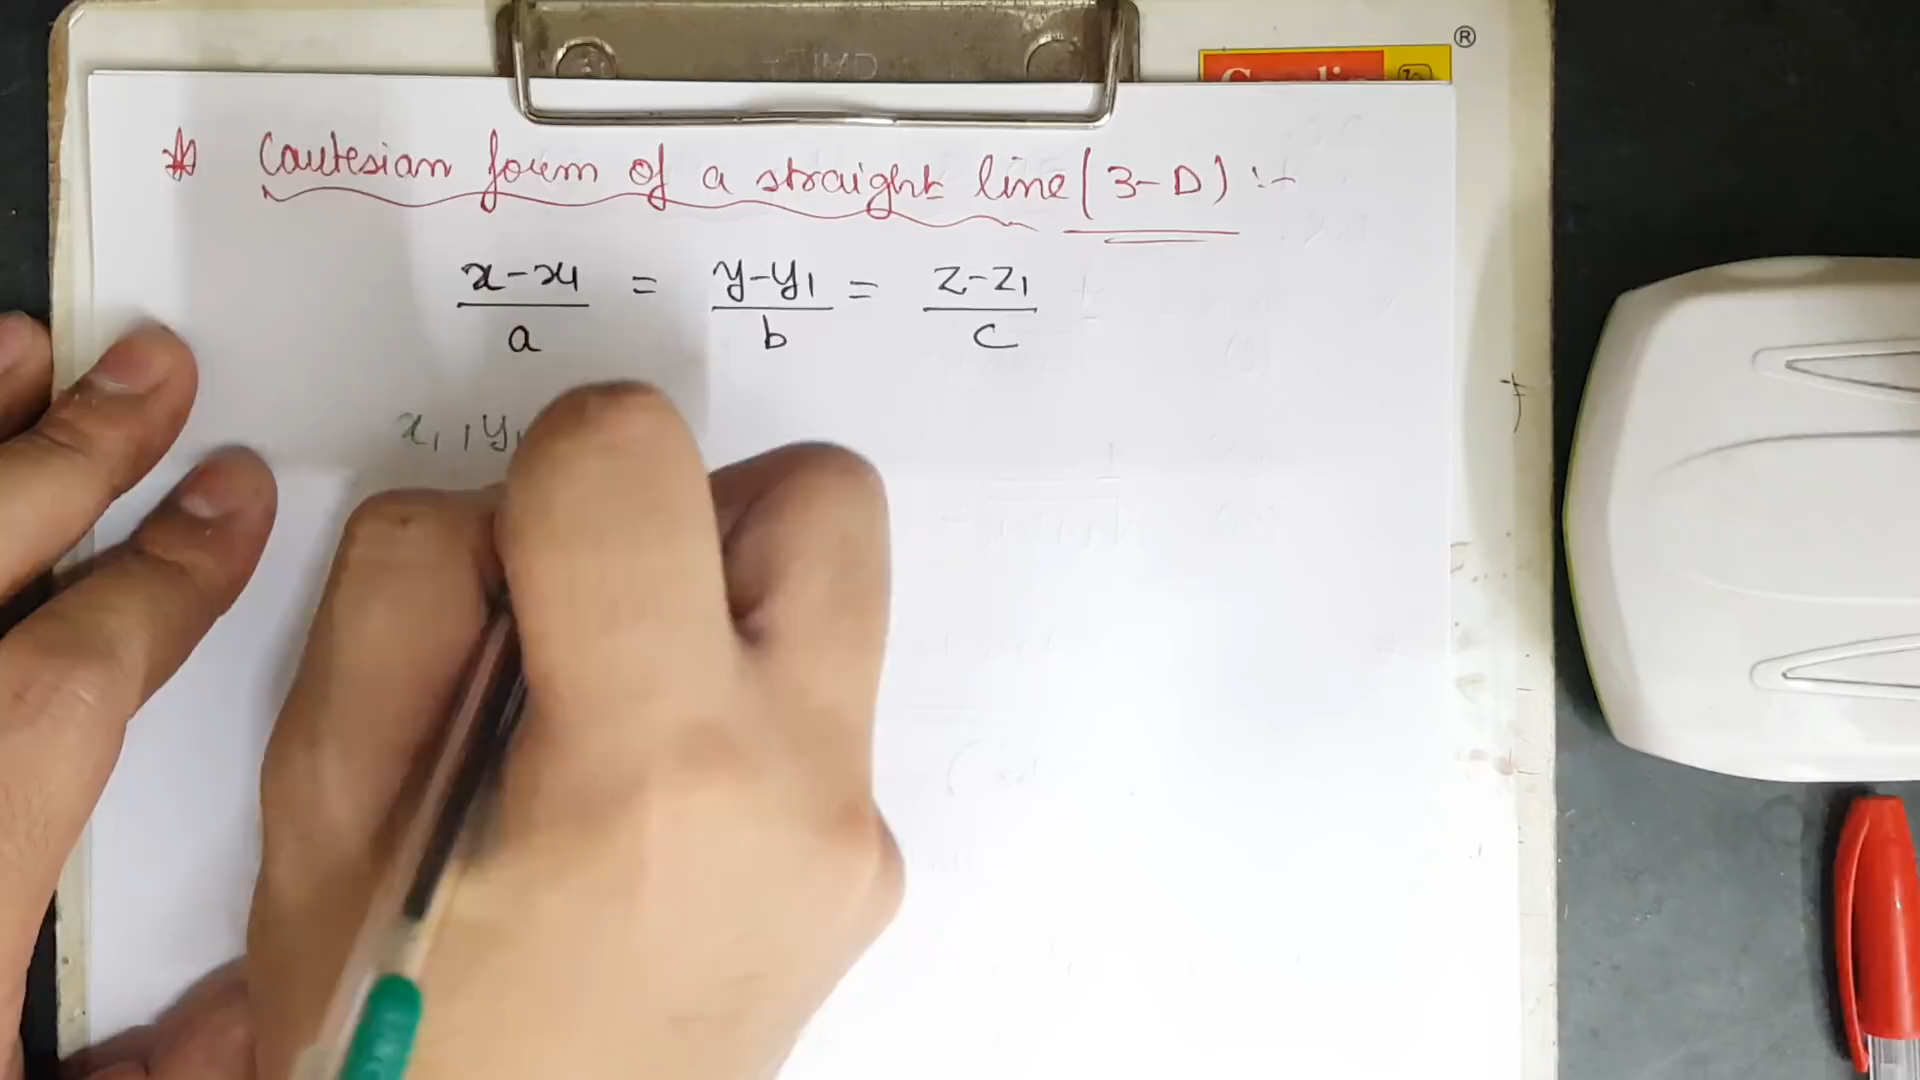 * Cartesian form of a straight line (3-D) :-
x-x1/a = y-y1/b = z-z1/c
x1, y1
®